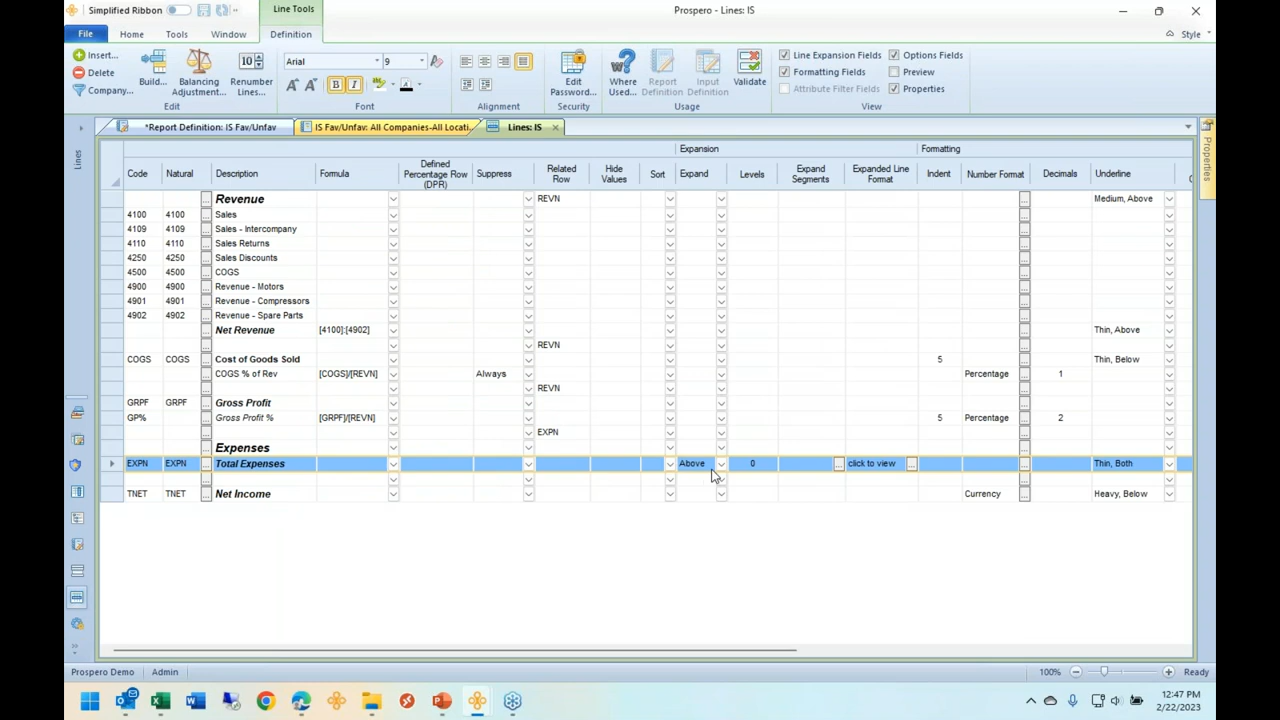 Simplified Ribbon
Line Tools
Prospero - Lines: IS
File
Home
Tools
Window
Definition
Style
Insert...
Delete
Company...
Build...
Balancing
Adjustment...
10
Renumber
Lines...
Edit
Arial
9
A A
B I
A
Font
Alignment
Edit
Password...
Security
Where
Used...
Report
Definition
Input
Definition
Validate
Usage
Line Expansion Fields
Options Fields
Formatting Fields
Preview
Attribute Filter Fields
Properties
View
Lines
*Report Definition: IS Fav/Unfav
IS Fav/Unfav: All Companies-All Locati...
Lines: IS
Properties
Expansion
Formatting
Code Natural Description Formula Defined Percentage Row (DPR) Suppress Related Row Hide Values Sort Expand Levels Expand Segments Expanded Line Format Indent Number Format Decimals Underline
Revenue REVN Medium, Above
4100 4100 Sales
4109 4109 Sales - Intercompany
4110 4110 Sales Returns
4250 4250 Sales Discounts
4500 4500 COGS
4900 4900 Revenue - Motors
4901 4901 Revenue - Compressors
4902 4902 Revenue - Spare Parts
Net Revenue [4100]:[4902] Thin, Above
REVN
COGS COGS Cost of Goods Sold 5 Thin, Below
COGS % of Rev [COGS]/[REVN] Always Percentage 1
REVN
GRPF GRPF Gross Profit
GP% Gross Profit % [GRPF]/[REVN] 5 Percentage 2
EXPN
Expenses
EXPN EXPN Total Expenses Above 0 click to view Thin, Both
TNET TNET Net Income Currency Heavy, Below
Prospero Demo
Admin
100%
Ready
12:47 PM
2/22/2023